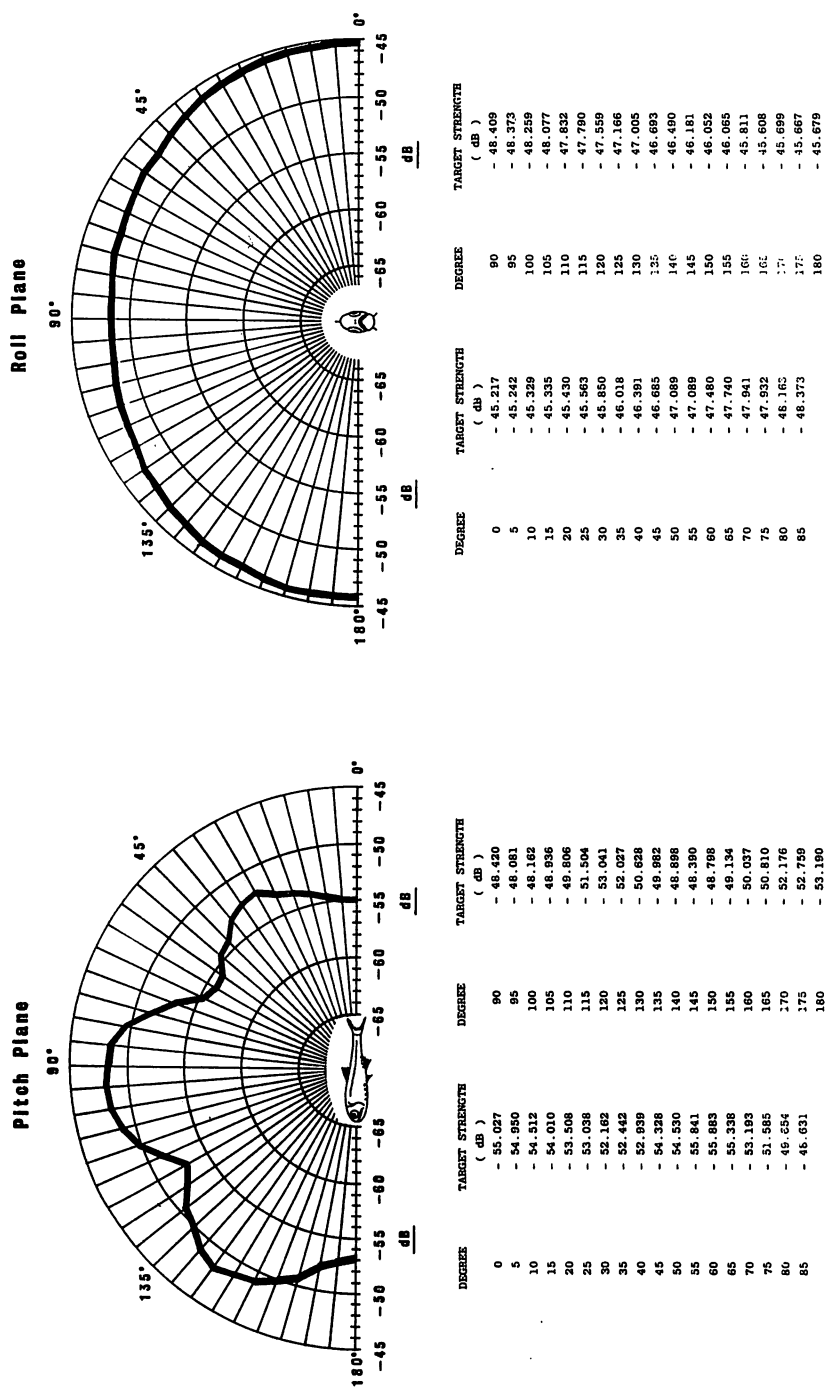 Pitch Plane
90°
135°
45°
180°
0°
-45 -50 -55 -60 -65 -65 -60 -55 -50 -45
dB dB
DEGREE TARGET STRENGTH DEGREE TARGET STRENGTH
( dB ) ( dB )
0 - 55.027 90 - 48.420
5 - 54.950 95 - 48.081
10 - 54.512 100 - 48.162
15 - 54.010 105 - 48.936
20 - 53.508 110 - 49.806
25 - 53.038 115 - 51.504
30 - 52.162 120 - 53.041
35 - 52.442 125 - 52.027
40 - 52.939 130 - 50.628
45 - 54.328 135 - 49.982
50 - 54.530 140 - 48.898
55 - 55.841 145 - 48.390
60 - 55.883 150 - 48.798
65 - 55.338 155 - 49.134
70 - 53.193 160 - 50.037
75 - 51.585 165 - 50.810
80 170 - 52.176
85 175 - 52.759
180 - 53.190
Roll Plane
90°
135°
45°
180°
0°
-45 -50 -55 -60 -65 -65 -60 -55 -50 -45
dB dB
DEGREE TARGET STRENGTH DEGREE TARGET STRENGTH
( dB ) ( dB )
0 - 45.217 90 - 48.409
5 - 45.242 95 - 48.373
10 - 45.329 100 - 48.259
15 - 45.335 105 - 48.077
20 - 45.430 110 - 47.832
25 - 45.563 115 - 47.790
30 - 45.850 120 - 47.559
35 - 46.018 125 - 47.166
40 - 46.391 130 - 47.005
45 - 46.685 135 - 46.693
50 - 47.089 140 - 46.490
55 - 47.089 145 - 46.181
60 - 47.480 150 - 46.052
65 - 47.740 155 - 46.065
70 - 47.941 160 - 45.811
75 - 47.932 165 - 45.608
80 - 45.699
85 - 48.373 175 - 45.667
180 - 45.679